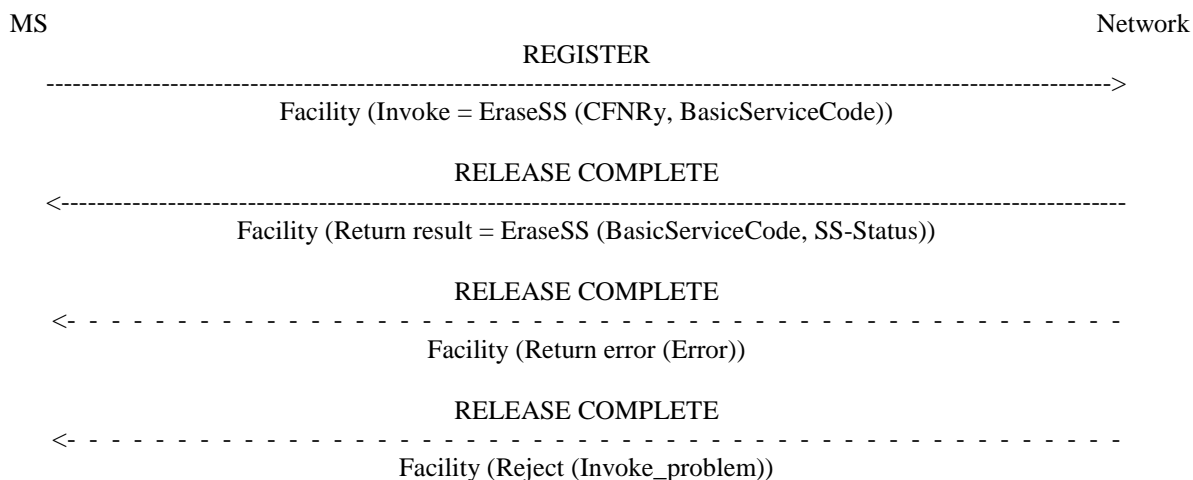 MS Network
REGISTER
Facility (Invoke = EraseSS (CFNRy, BasicServiceCode))
RELEASE COMPLETE
Facility (Return result = EraseSS (BasicServiceCode, SS-Status))
RELEASE COMPLETE
Facility (Return error (Error))
RELEASE COMPLETE
Facility (Reject (Invoke_problem))